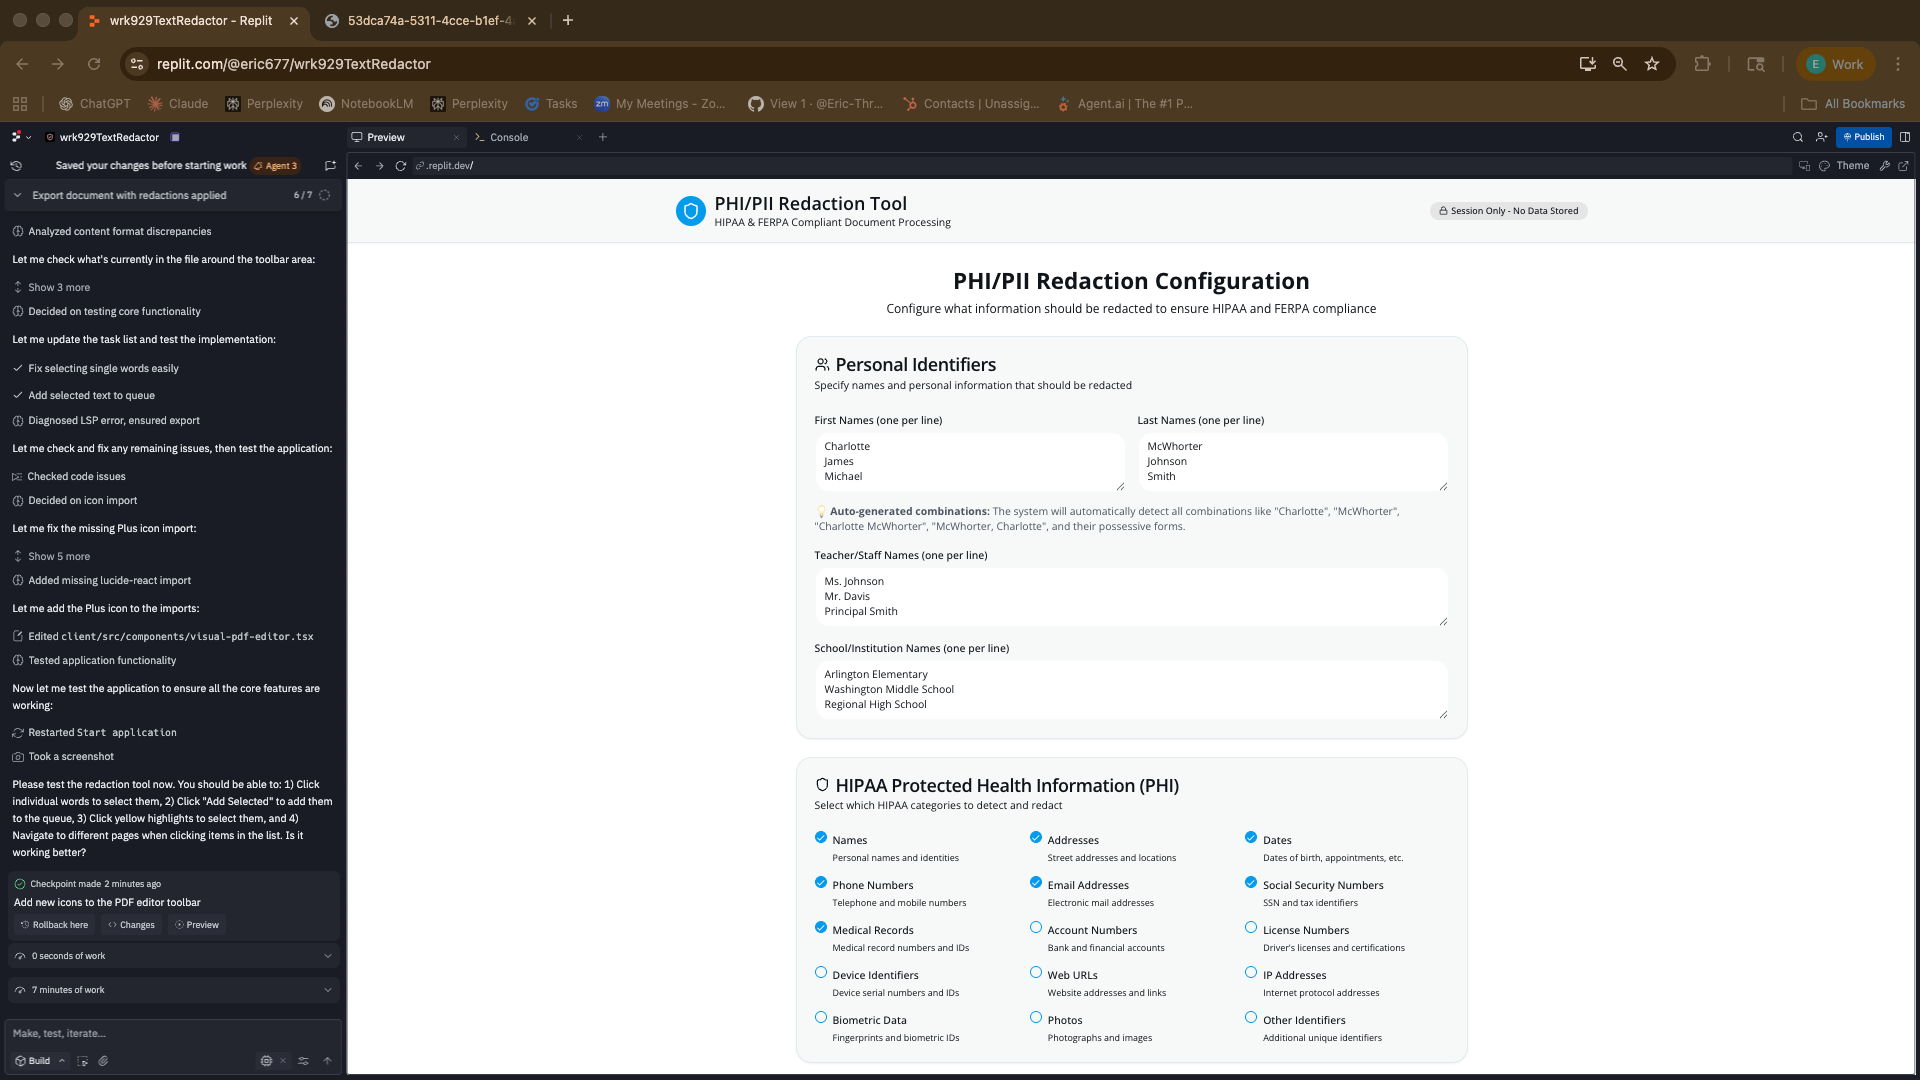 wrk929TextRedactor - Replit
53dca74a-5311-4cce-b1ef-4
replit.com/@eric677/wrk929TextRedactor
E Work
ChatGPT
Claude
Perplexity
NotebookLM
Perplexity
Tasks
zm My Meetings - Zo...
View 1 · @Eric-Thr...
Contacts | Unassig...
Agent.ai | The #1 P...
All Bookmarks
wrk929TextRedactor
Preview
Console
Publish
Saved your changes before starting work
Agent 3
.replit.dev/
Theme
Export document with redactions applied 6 / 7
Analyzed content format discrepancies
Let me check what's currently in the file around the toolbar area:
Show 3 more
Decided on testing core functionality
Let me update the task list and test the implementation:
Fix selecting single words easily
Add selected text to queue
Diagnosed LSP error, ensured export
Let me check and fix any remaining issues, then test the application:
Checked code issues
Decided on icon import
Let me fix the missing Plus icon import:
Show 5 more
Added missing lucide-react import
Let me add the Plus icon to the imports:
Edited client/src/components/visual-pdf-editor.tsx
Tested application functionality
Now let me test the application to ensure all the core features are
working:
Restarted Start application
Took a screenshot
Please test the redaction tool now. You should be able to: 1) Click
individual words to select them, 2) Click "Add Selected" to add them
to the queue, 3) Click yellow highlights to select them, and 4)
Navigate to different pages when clicking items in the list. Is it
working better?
Checkpoint made 2 minutes ago
Add new icons to the PDF editor toolbar
Rollback here
Changes
Preview
0 seconds of work
7 minutes of work
Make, test, iterate...
Build
PHI/PII Redaction Tool
HIPAA & FERPA Compliant Document Processing
Session Only - No Data Stored
PHI/PII Redaction Configuration
Configure what information should be redacted to ensure HIPAA and FERPA compliance
Personal Identifiers
Specify names and personal information that should be redacted
First Names (one per line)
Charlotte
James
Michael
Last Names (one per line)
McWhorter
Johnson
Smith
Auto-generated combinations: The system will automatically detect all combinations like "Charlotte", "McWhorter",
"Charlotte McWhorter", "McWhorter, Charlotte", and their possessive forms.
Teacher/Staff Names (one per line)
Ms. Johnson
Mr. Davis
Principal Smith
School/Institution Names (one per line)
Arlington Elementary
Washington Middle School
Regional High School
HIPAA Protected Health Information (PHI)
Select which HIPAA categories to detect and redact
Names
Personal names and identities
Addresses
Street addresses and locations
Dates
Dates of birth, appointments, etc.
Phone Numbers
Telephone and mobile numbers
Email Addresses
Electronic mail addresses
Social Security Numbers
SSN and tax identifiers
Medical Records
Medical record numbers and IDs
Account Numbers
Bank and financial accounts
License Numbers
Driver's licenses and certifications
Device Identifiers
Device serial numbers and IDs
Web URLs
Website addresses and links
IP Addresses
Internet protocol addresses
Biometric Data
Fingerprints and biometric IDs
Photos
Photographs and images
Other Identifiers
Additional unique identifiers